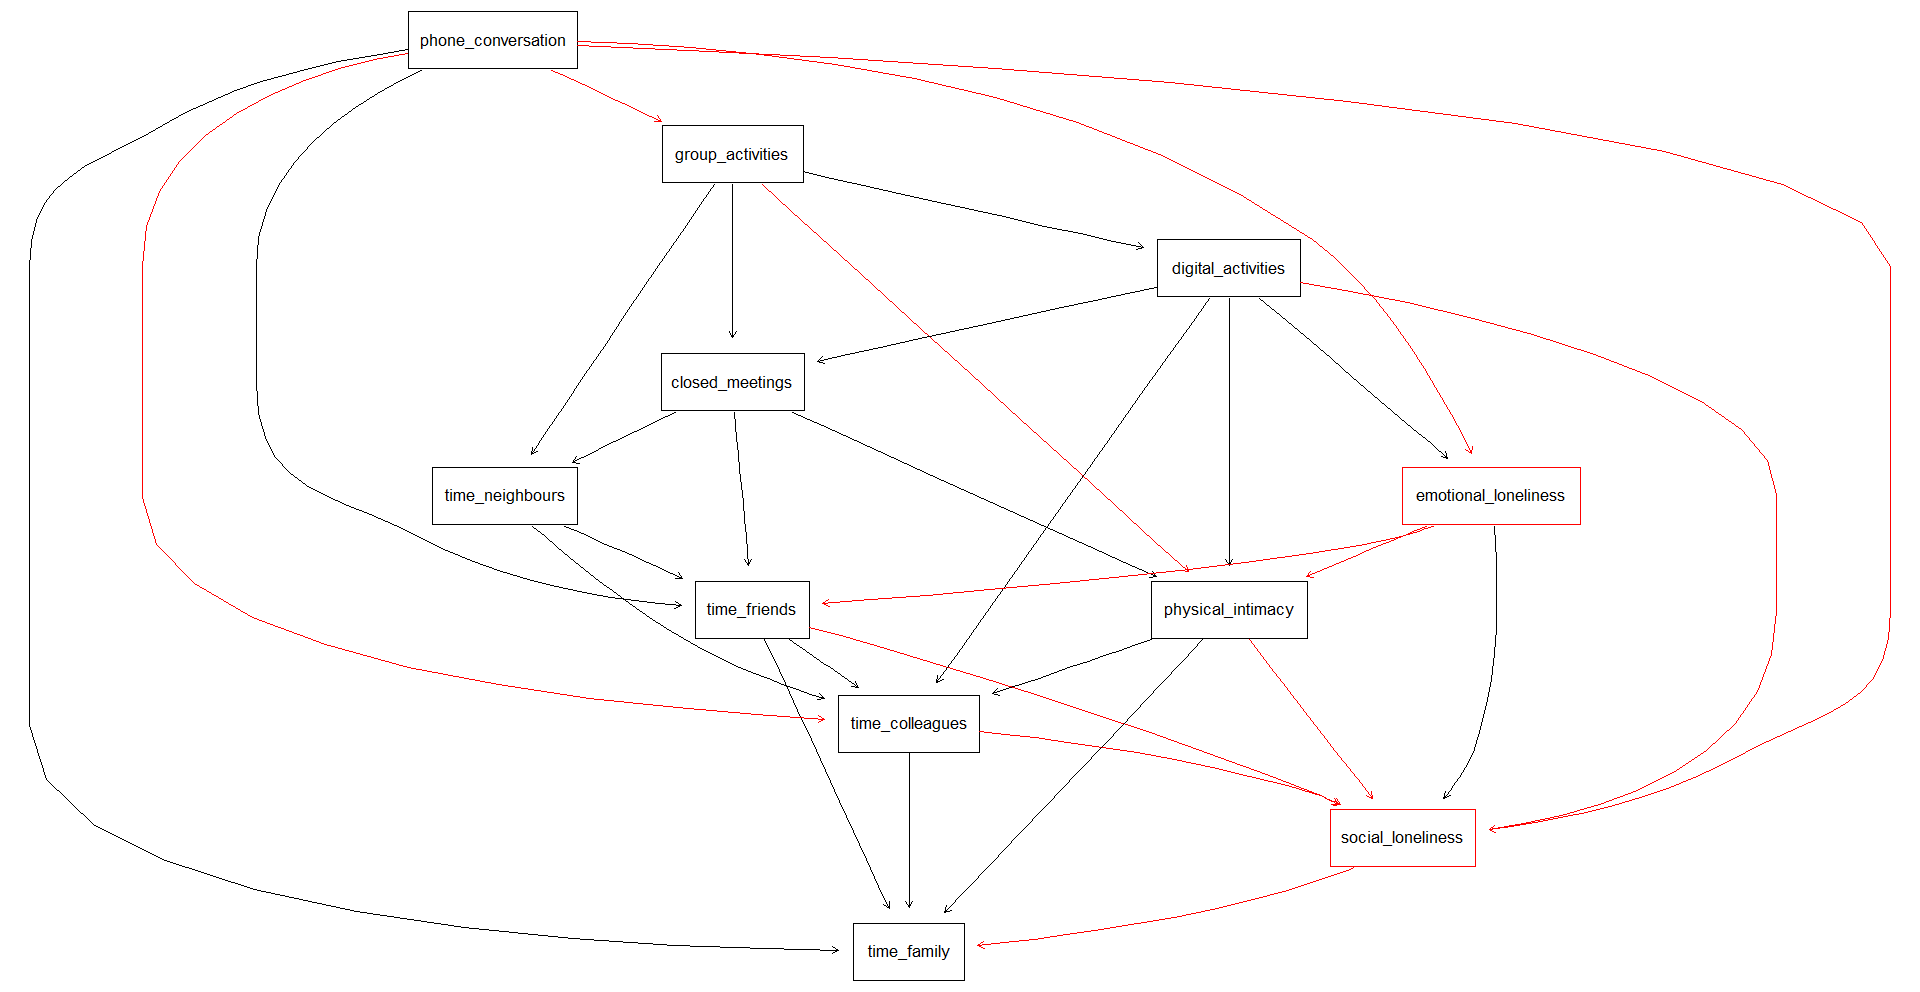 phone_conversation
group_activities
digital_activities
closed_meetings
time_neighbours
emotional_loneliness
time_friends
physical_intimacy
time_colleagues
social_loneliness
time_family